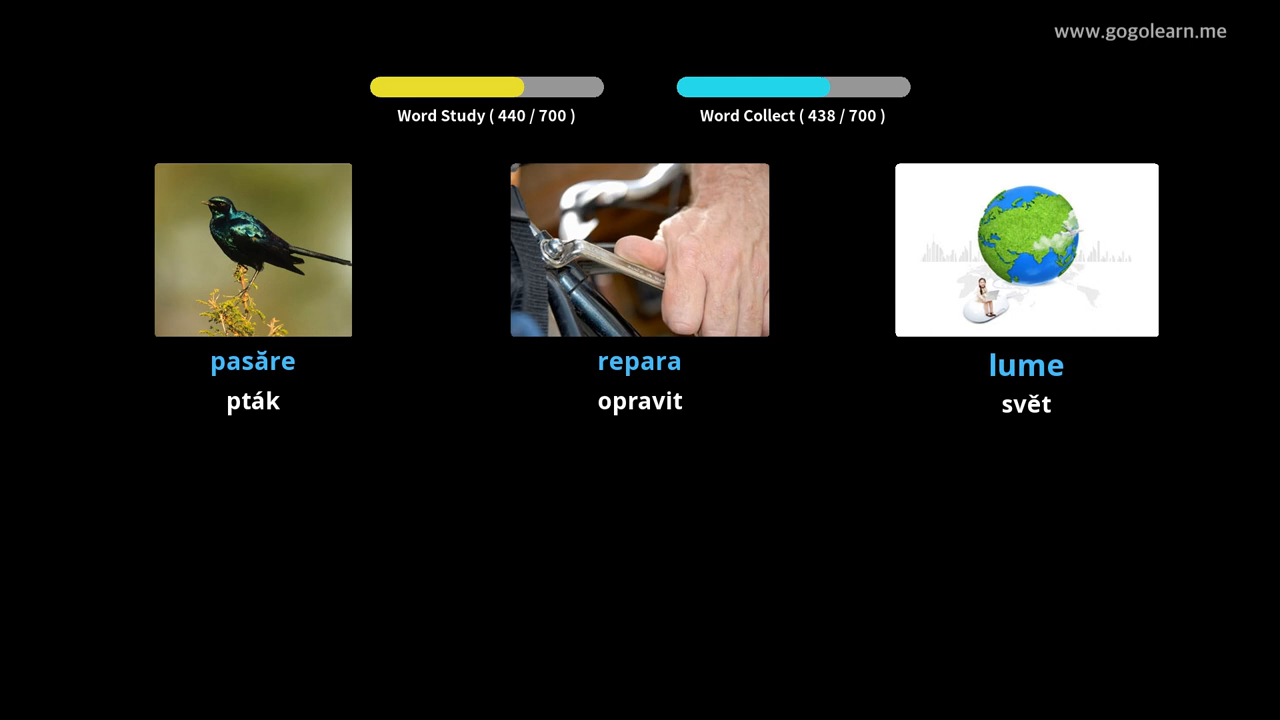 www.gogolearn.me
Word Study ( 440 / 700 )
Word Collect ( 438 / 700 )
pasăre
repara
lume
pták
opravit
svět